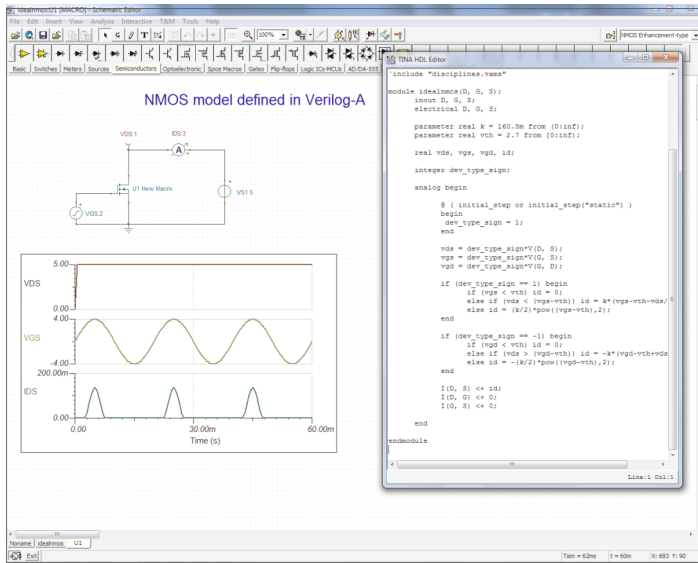 idealnmos:U1 [MACRO] - Schematic Editor
File Edit Insert View Analysis Interactive T&M Tools Help
100%
NMOS Enhancement-type
Basic Switches Meters Sources Semiconductors Optoelectronic Spice Macros Gates Flip-flops Logic ICs-MCUs AD/DA-555
NMOS model defined in Verilog-A
VDS:1
IDS:3
A
U1 New Macro
VS1 5
VGS:2
VDS
5.00
0.00
VGS
4.00
-4.00
IDS
200.00m
0.00
0.00
30.00m
60.00m
Time (s)
TINA HDL Editor
`include "disciplines.vams"
module idealnmos(D, G, S);
inout D, G, S;
electrical D, G, S;
parameter real k = 160.5m from (0:inf);
parameter real vth = 2.7 from [0:inf);
real vds, vgs, vgd, id;
integer dev_type_sign;
analog begin
@ ( initial_step or initial_step("static") )
begin
dev_type_sign = 1;
end
vds = dev_type_sign*V(D, S);
vgs = dev_type_sign*V(G, S);
vgd = dev_type_sign*V(G, D);
if (dev_type_sign == 1) begin
if (vgs < vth) id = 0;
else if (vds < (vgs-vth)) id = k*(vgs-vth-vds/
else id = (k/2)*pow((vgs-vth),2);
end
if (dev_type_sign == -1) begin
if (vgd < vth) id = 0;
else if (vds > (vgd-vth)) id = -k*(vgd-vth+vds
else id = -(k/2)*pow((vgd-vth),2);
end
I(D, S) <+ id;
I(D, G) <+ 0;
I(G, S) <+ 0;
end
endmodule
Line:1 Col:1
Noname idealnmos U1
Exit
Tsim = 62ms t = 60m X: 683 Y: 90